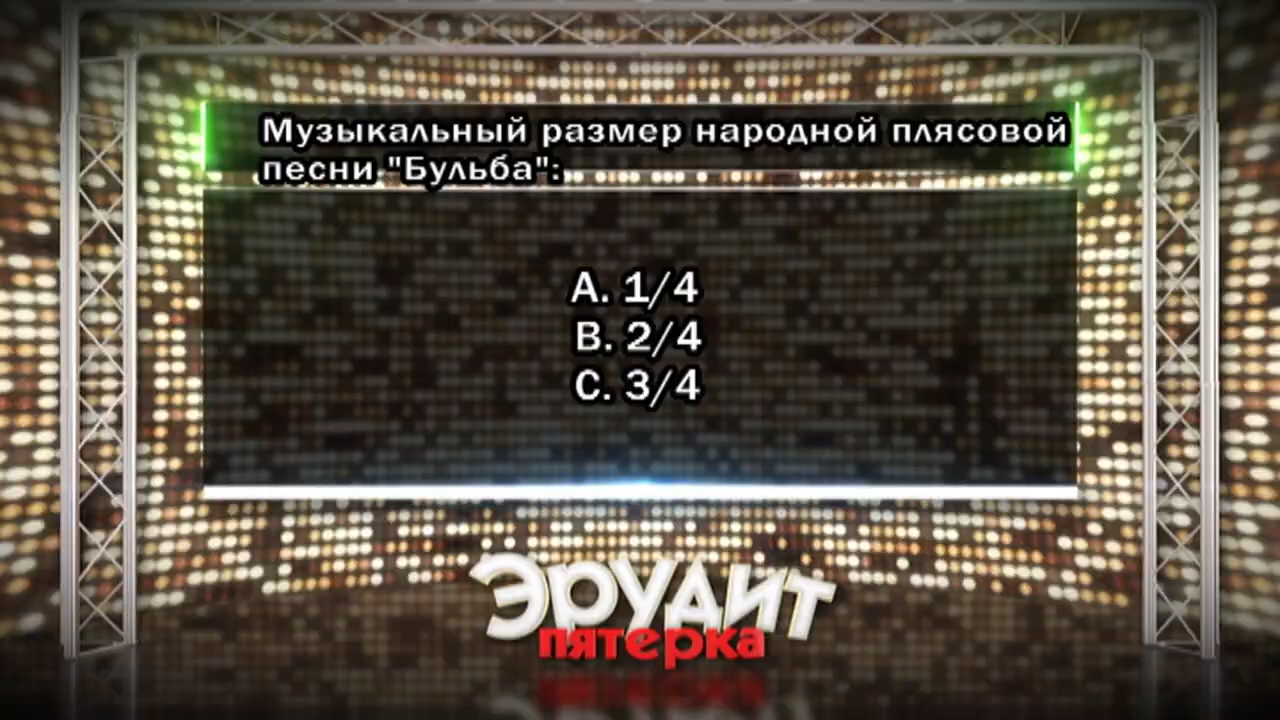 Музыкальный размер народной плясовой
песни "Бульба":
A. 1/4
B. 2/4
C. 3/4
Эрудит
пятерка